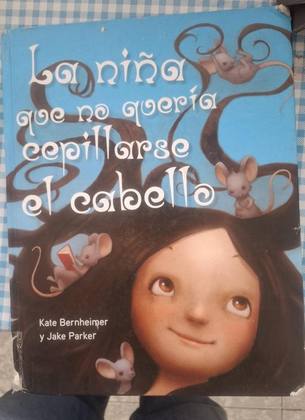 La niña
que no quería
cepillarse
el cabello
Kate Bernheimer
y Jake Parker